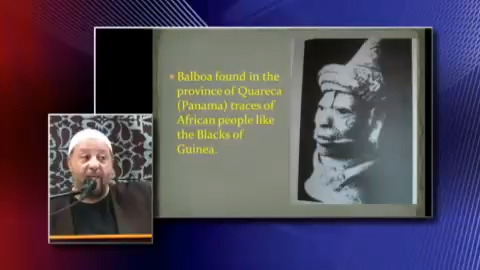 Balboa found in the
province of Quareca
(Panama) traces of
African people like
the Blacks of
Guinea.